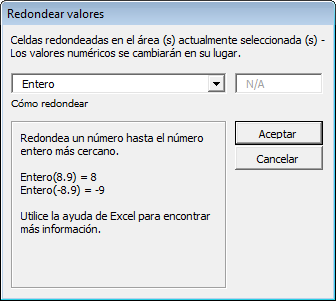 Redondear valores
Celdas redondeadas en el área (s) actualmente seleccionada (s) -
Los valores numéricos se cambiarán en su lugar.
Entero
N/A
Cómo redondear
Redondea un número hasta el número
entero más cercano.
Entero(8.9) = 8
Entero(-8.9) = -9
Utilice la ayuda de Excel para encontrar
más información.
Aceptar
Cancelar